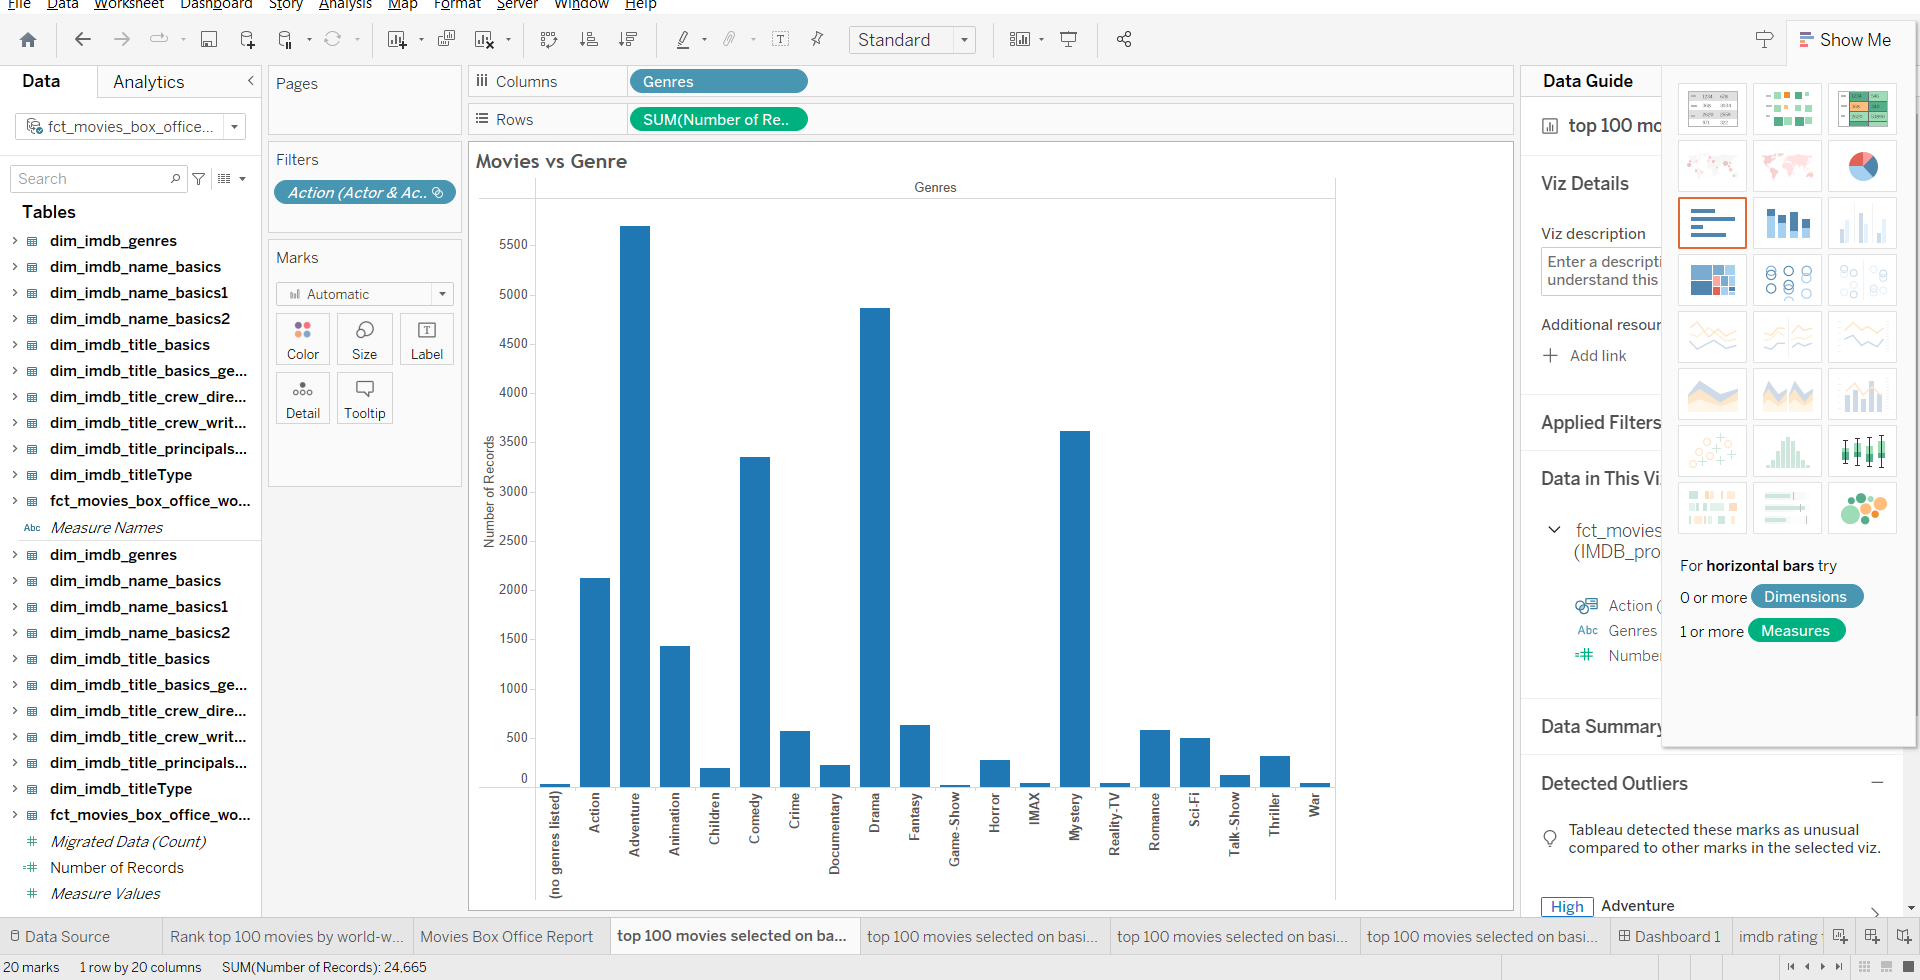 File Data Worksheet Dashboard Story Analysis Map Format Server Window Help
Standard
Show Me
Data Analytics
fct_movies_box_office...
Search
Tables
dim_imdb_genres
dim_imdb_name_basics
dim_imdb_name_basics1
dim_imdb_name_basics2
dim_imdb_title_basics
dim_imdb_title_basics_ge...
dim_imdb_title_crew_dire...
dim_imdb_title_crew_writ...
dim_imdb_title_principals...
dim_imdb_titleType
fct_movies_box_office_wo...
Abc Measure Names
dim_imdb_genres
dim_imdb_name_basics
dim_imdb_name_basics1
dim_imdb_name_basics2
dim_imdb_title_basics
dim_imdb_title_basics_ge...
dim_imdb_title_crew_dire...
dim_imdb_title_crew_writ...
dim_imdb_title_principals...
dim_imdb_titleType
fct_movies_box_office_wo...
Migrated Data (Count)
Number of Records
Measure Values
Pages
Filters
Action (Actor & Ac..
Marks
Automatic
Color Size Label
Detail Tooltip
Columns Genres
Rows SUM(Number of Re..
Movies vs Genre
Genres
5500
5000
4500
4000
3500
3000
2500
2000
1500
1000
500
0
Number of Records
(no genres listed)
Action
Adventure
Animation
Children
Comedy
Crime
Documentary
Drama
Fantasy
Game-Show
Horror
IMAX
Mystery
Reality-TV
Romance
Sci-Fi
Talk-Show
Thriller
War
Data Guide
top 100 mo
Viz Details
Viz description
Enter a descripti
understand this
Additional resour
Add link
Applied Filters
Data in This Vi
fct_movies
(IMDB_pro
Action (
Abc Genres
Numbe
Data Summary
Detected Outliers
Tableau detected these marks as unusual
compared to other marks in the selected viz.
High Adventure
For horizontal bars try
0 or more Dimensions
1 or more Measures
Data Source
Rank top 100 movies by world-w...
Movies Box Office Report
top 100 movies selected on ba...
top 100 movies selected on basi...
top 100 movies selected on basi...
top 100 movies selected on basi...
Dashboard 1
imdb rating
20 marks 1 row by 20 columns SUM(Number of Records): 24,665